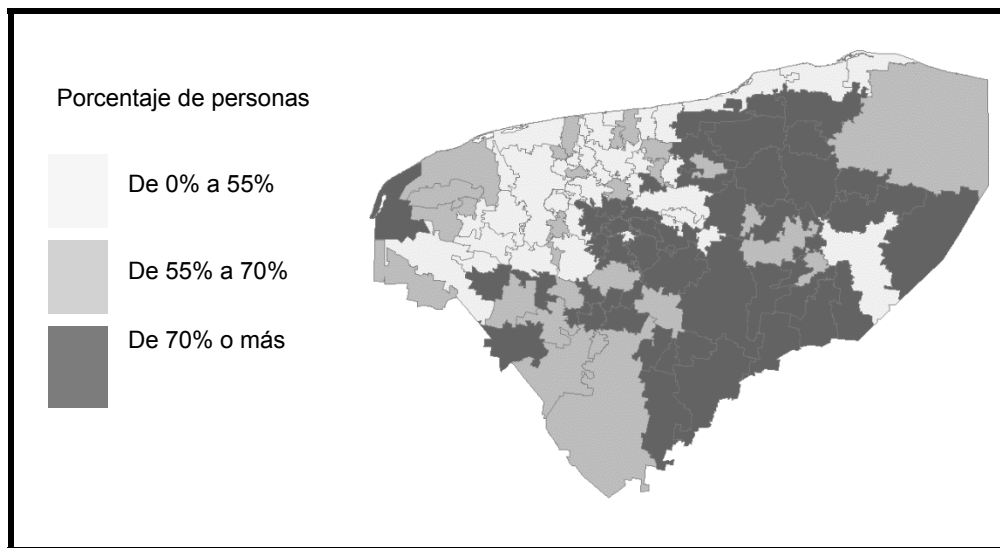 Porcentaje de personas
De 0% a 55%
De 55% a 70%
De 70% o más